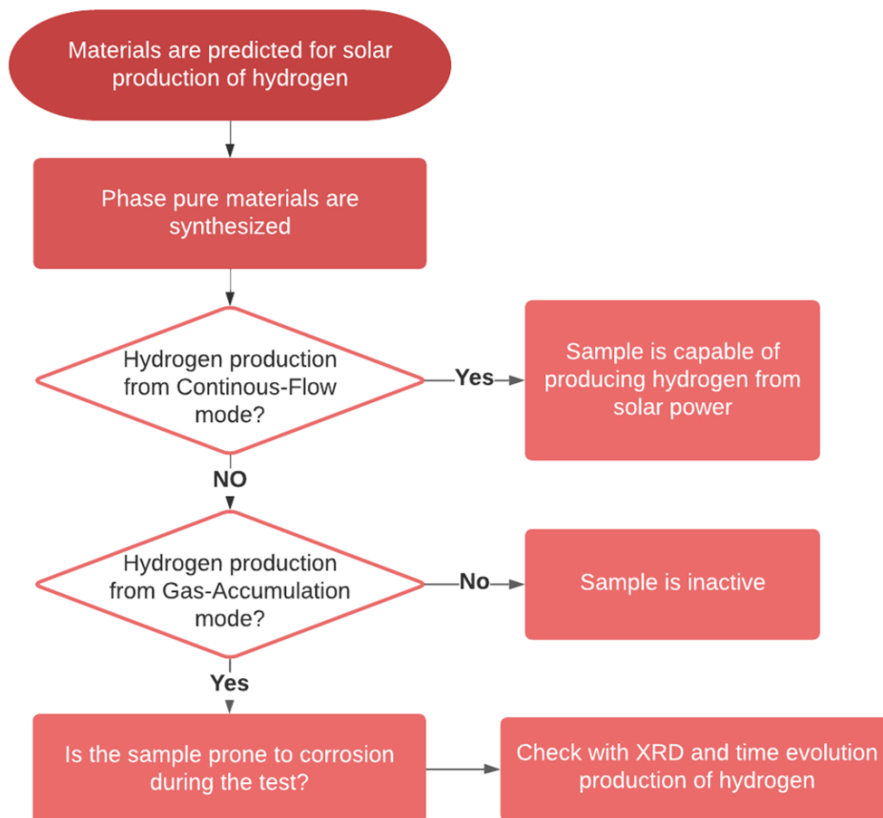 Materials are predicted for solar
production of hydrogen
Phase pure materials are
synthesized
Hydrogen production
from Continous-Flow
mode?
Yes
Sample is capable of
producing hydrogen from
solar power
NO
Hydrogen production
from Gas-Accumulation
mode?
No
Sample is inactive
Yes
Is the sample prone to corrosion
during the test?
Check with XRD and time evolution
production of hydrogen